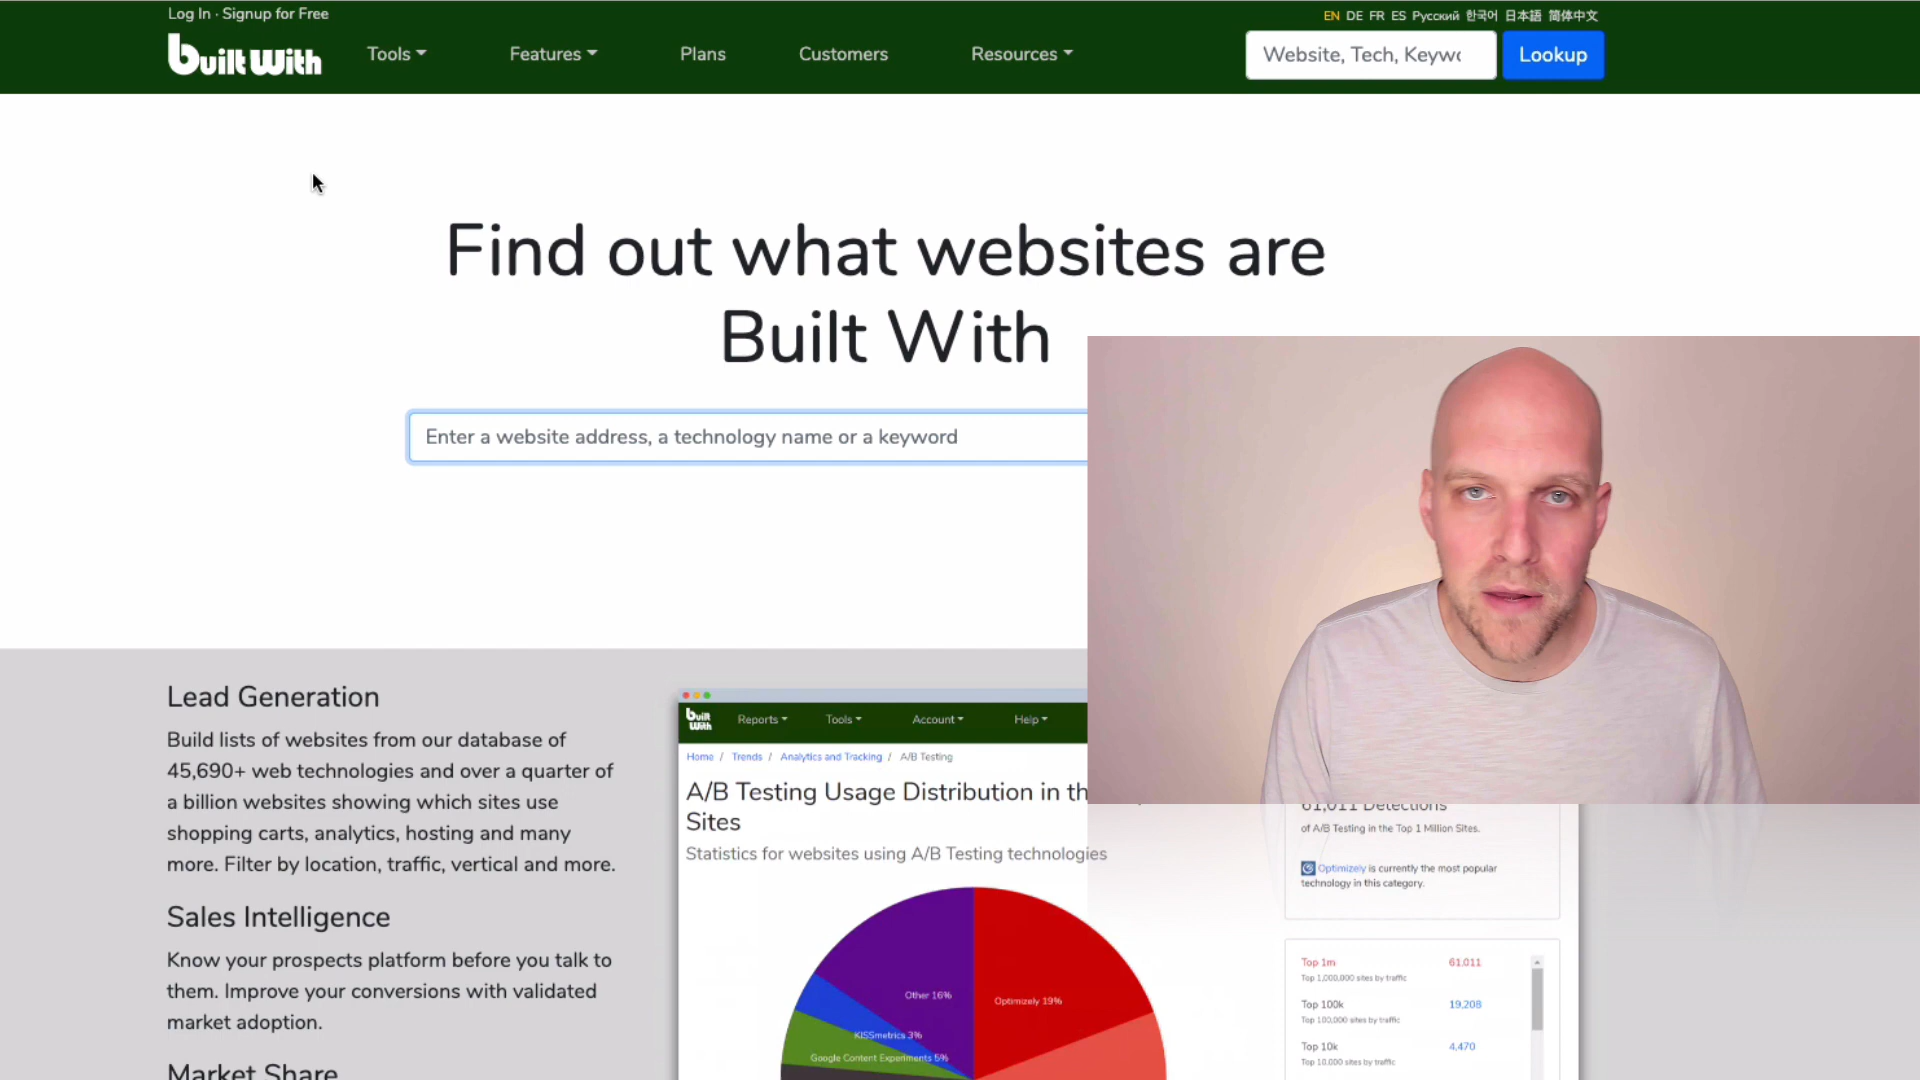 Log In · Signup for Free
EN DE FR ES Русский 한국어 日本語 简体中文
built with
Tools
Features
Plans
Customers
Resources
Website, Tech, Keywo
Lookup
Find out what websites are
Built With
Enter a website address, a technology name or a keyword
Lead Generation
Build lists of websites from our database of
45,690+ web technologies and over a quarter of
a billion websites showing which sites use
shopping carts, analytics, hosting and many
more. Filter by location, traffic, vertical and more.
Sales Intelligence
Know your prospects platform before you talk to
them. Improve your conversions with validated
market adoption.
Market Share
built with
Reports
Tools
Account
Help
Home / Trends / Analytics and Tracking / A/B Testing
A/B Testing Usage Distribution in th
Sites
Statistics for websites using A/B Testing technologies
Other 16%
Optimizely 19%
KISSmetrics 3%
Google Content Experiments 5%
61,011 Detections
of A/B Testing in the Top 1 Million Sites.
Optimizely is currently the most popular
technology in this category.
Top 1m 61,011
Top 1,000,000 sites by traffic
Top 100k 19,208
Top 100,000 sites by traffic
Top 10k 4,470
Top 10,000 sites by traffic